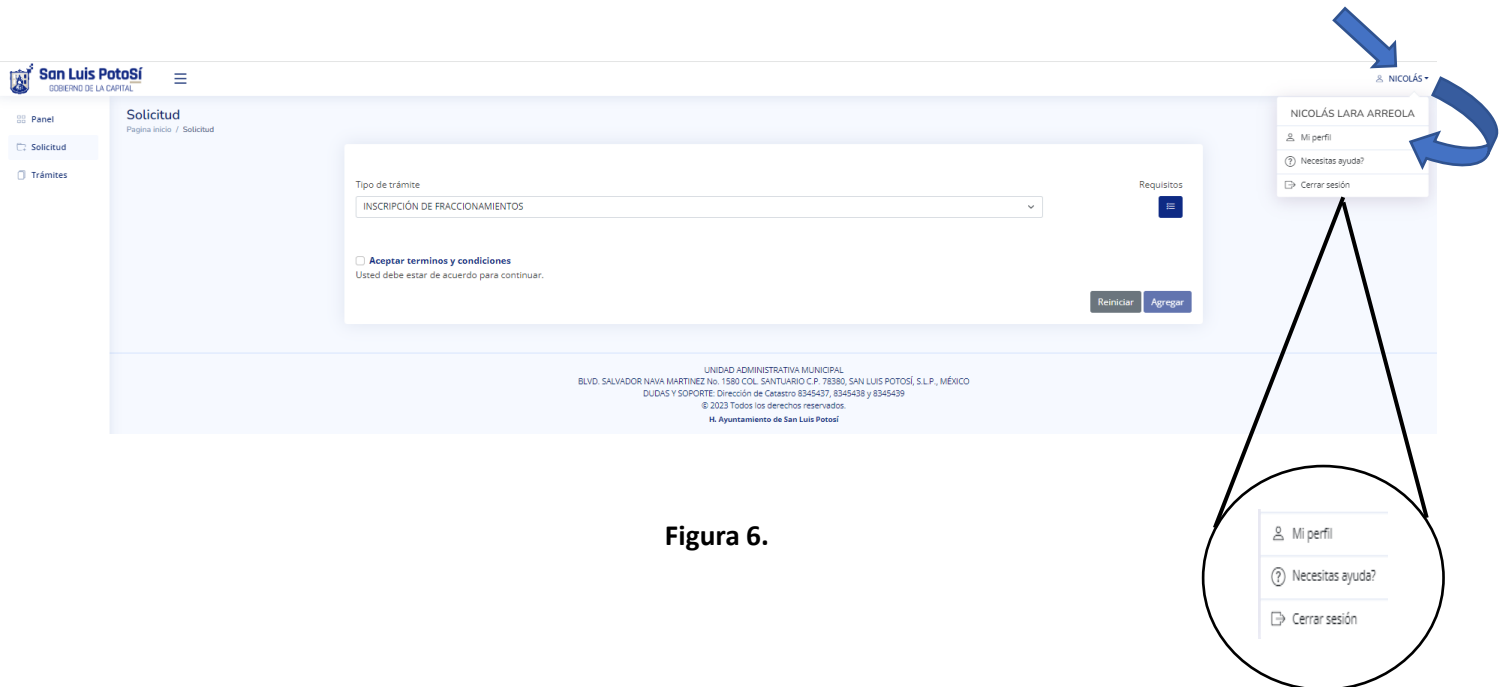 San Luis PotoSí
GOBIERNO DE LA CAPITAL
NICOLÁS
Panel
Solicitud
Trámites
Solicitud
Pagina inicio / Solicitud
NICOLÁS LARA ARREOLA
Mi perfil
Necesitas ayuda?
Cerrar sesión
Tipo de trámite
Requisitos
INSCRIPCIÓN DE FRACCIONAMIENTOS
Aceptar terminos y condiciones
Usted debe estar de acuerdo para continuar.
Reiniciar
Agregar
UNIDAD ADMINISTRATIVA MUNICIPAL
BLVD. SALVADOR NAVA MARTINEZ No. 1580 COL. SANTUARIO C.P. 78380, SAN LUIS POTOSÍ, S.L.P., MÉXICO
DUDAS Y SOPORTE: Dirección de Catastro 8345437, 8345438 y 8345439
© 2023 Todos los derechos reservados.
H. Ayuntamiento de San Luis Potosí
Figura 6.
Mi perfil
Necesitas ayuda?
Cerrar sesión